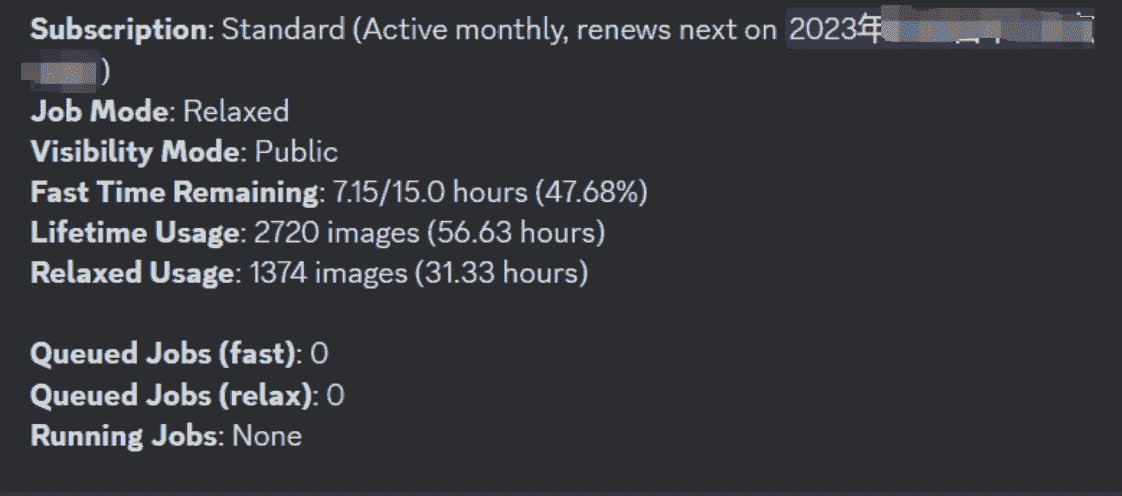 Subscription: Standard (Active monthly, renews next on 2023年
)
Job Mode: Relaxed
Visibility Mode: Public
Fast Time Remaining: 7.15/15.0 hours (47.68%)
Lifetime Usage: 2720 images (56.63 hours)
Relaxed Usage: 1374 images (31.33 hours)
Queued Jobs (fast): 0
Queued Jobs (relax): 0
Running Jobs: None